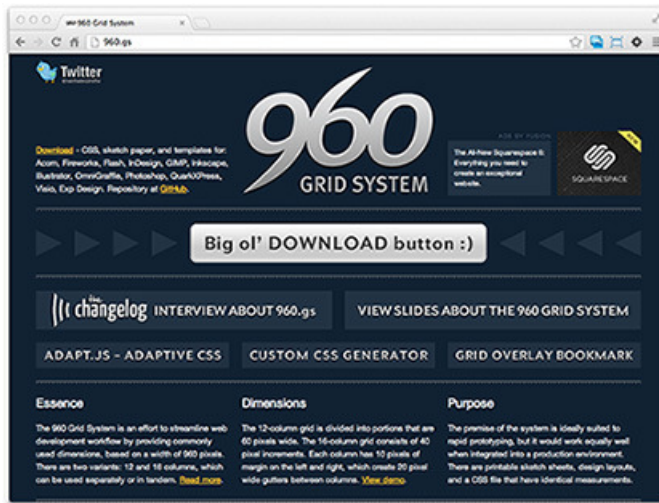 960 Grid System
960.gs
Twitter
960
GRID SYSTEM
Download - CSS, sketch paper, and templates for:
Acorn, Fireworks, Flash, InDesign, GIMP, Inkscape,
Illustrator, OmniGraffle, Photoshop, QuarkXPress,
Visio, Exp Design. Repository at GitHub.
ADS BY FUSION
The All-New Squarespace 6:
Everything you need to
create an exceptional
website.
NEW
SQUARESPACE
Big ol' DOWNLOAD button :)
the changelog INTERVIEW ABOUT 960.gs
VIEW SLIDES ABOUT THE 960 GRID SYSTEM
ADAPT.JS – ADAPTIVE CSS
CUSTOM CSS GENERATOR
GRID OVERLAY BOOKMARK
Essence
The 960 Grid System is an effort to streamline web
development workflow by providing commonly
used dimensions, based on a width of 960 pixels.
There are two variants: 12 and 16 columns, which
can be used separately or in tandem. Read more.
Dimensions
The 12-column grid is divided into portions that are
60 pixels wide. The 16-column grid consists of 40
pixel increments. Each column has 10 pixels of
margin on the left and right, which create 20 pixel
wide gutters between columns. View demo.
Purpose
The premise of the system is ideally suited to
rapid prototyping, but it would work equally well
when integrated into a production environment.
There are printable sketch sheets, design layouts,
and a CSS file that have identical measurements.